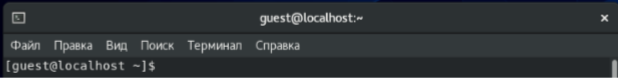 guest@localhost:~
Файл Правка Вид Поиск Терминал Справка
[guest@localhost ~]$